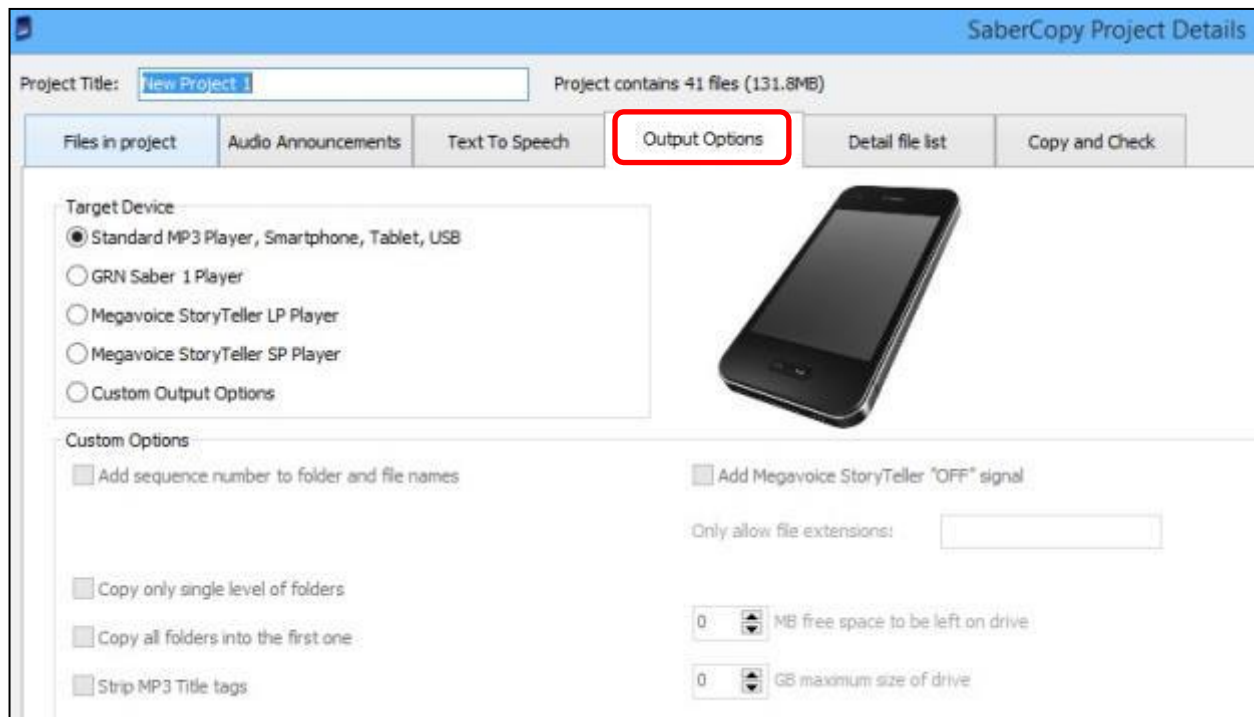 SaberCopy Project Details
Project Title: New Project 1 Project contains 41 files (131.8MB)
Files in project Audio Announcements Text To Speech Output Options Detail file list Copy and Check
Target Device
Standard MP3 Player, Smartphone, Tablet, USB
GRN Saber 1 Player
Megavoice StoryTeller LP Player
Megavoice StoryTeller SP Player
Custom Output Options
Custom Options
Add sequence number to folder and file names Add Megavoice StoryTeller "OFF" signal
Only allow file extensions:
Copy only single level of folders
Copy all folders into the first one 0 MB free space to be left on drive
Strip MP3 Title tags 0 GB maximum size of drive